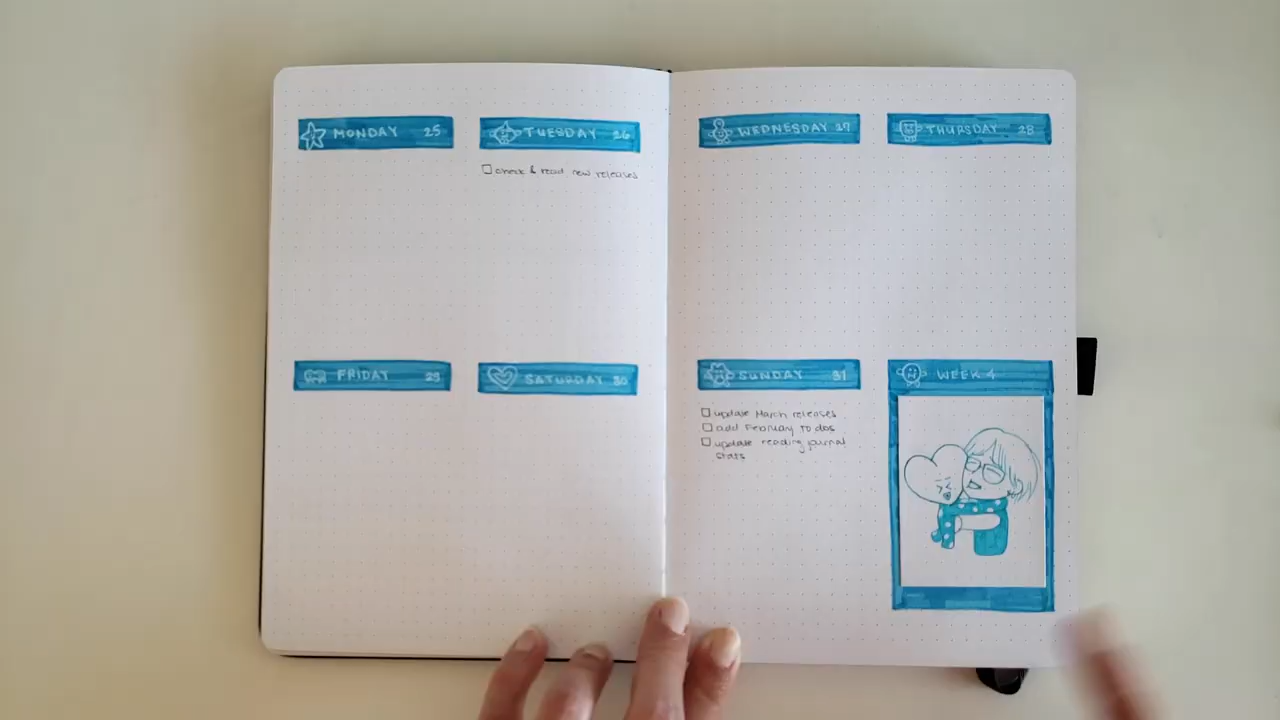 MONDAY 25
TUESDAY 26
check & read new releases
WEDNESDAY 27
THURSDAY 28
FRIDAY 29
SATURDAY 30
SUNDAY 31
update March releases
add February to dos
update reading journal
stats
WEEK 4